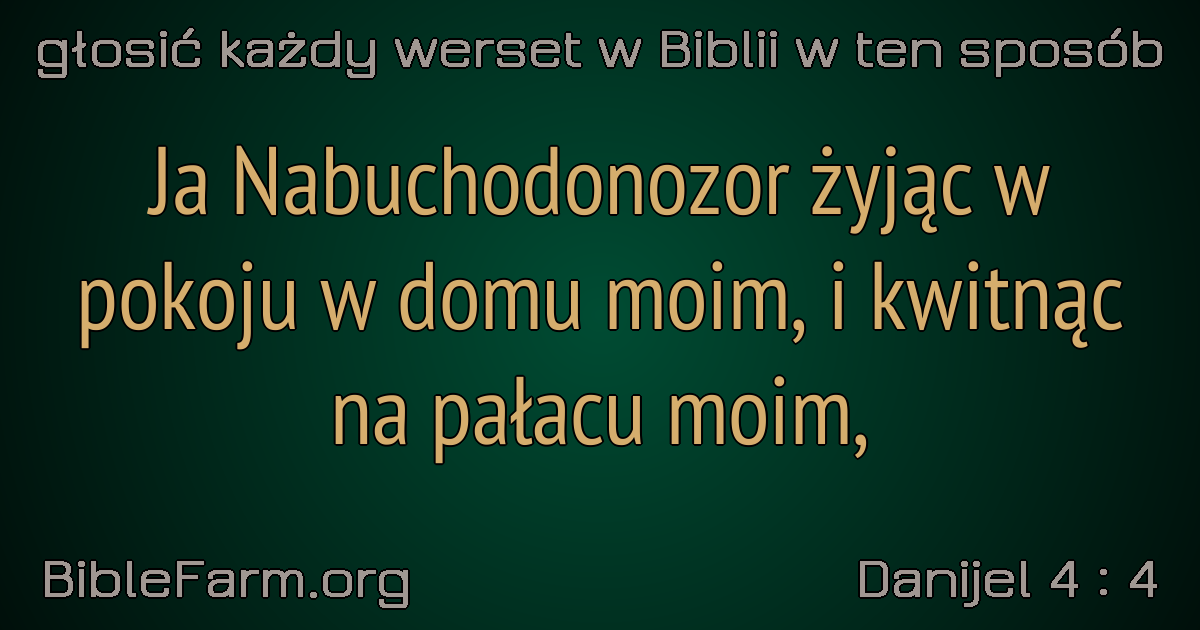 głosić każdy werset w Biblii w ten sposób
Ja Nabuchodonozor żyjąc w
pokoju w domu moim, i kwitnąc
na pałacu moim,
BibleFarm.org
Danijel 4 : 4